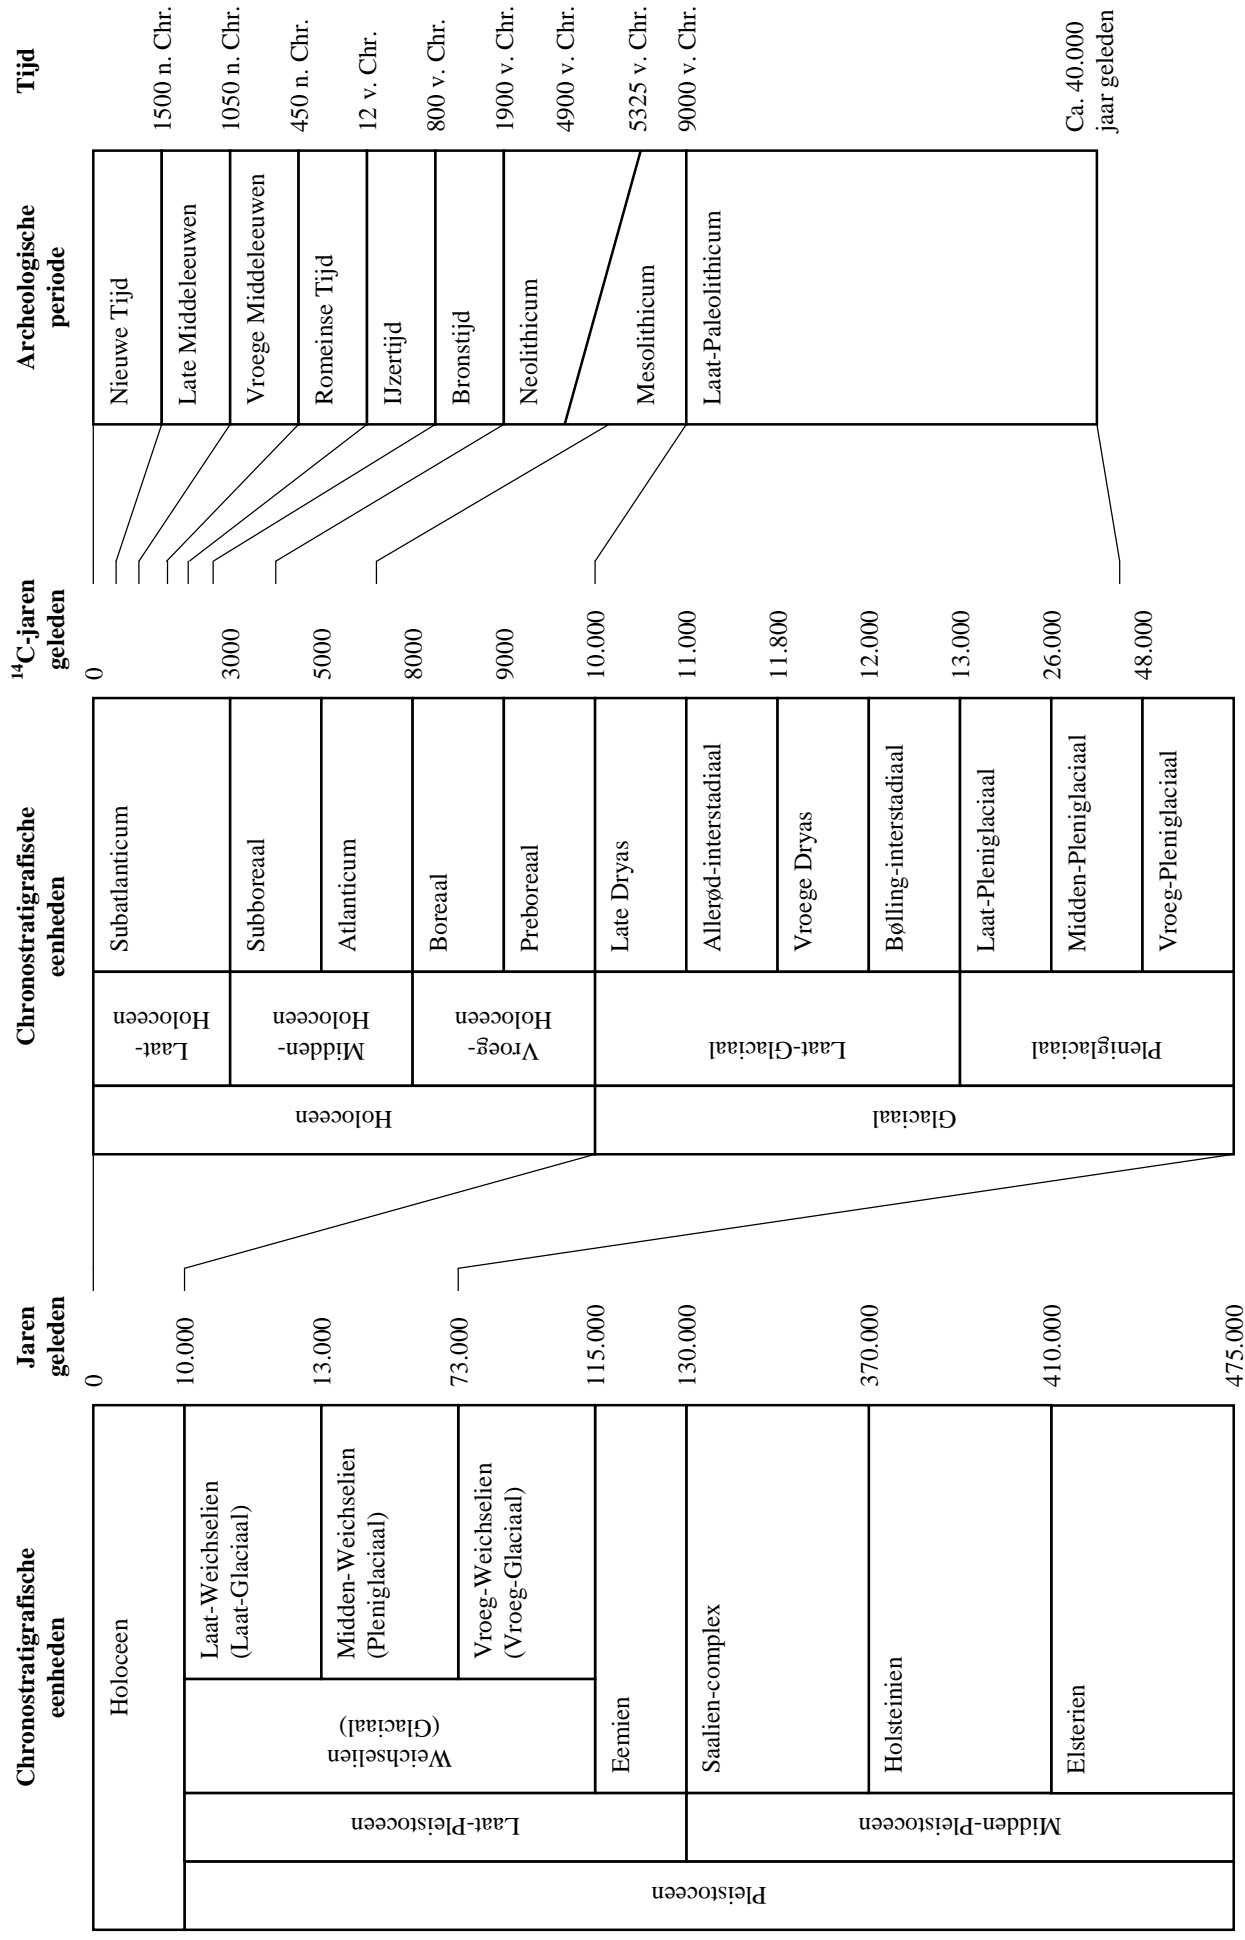 Chronostratigrafische
eenheden
Jaren
geleden
Chronostratigrafische
eenheden
14C-jaren
geleden
Archeologische
periode
Tijd
Pleistoceen
Laat-Pleistoceen
Midden-Pleistoceen
Weichselien
(Glaciaal)
Holoceen
Laat-Weichselien
(Laat-Glaciaal)
Midden-Weichselien
(Pleniglaciaal)
Vroeg-Weichselien
(Vroeg-Glaciaal)
Eemien
Saalien-complex
Holsteinien
Elsterien
0
10.000
13.000
73.000
115.000
130.000
370.000
410.000
475.000
Holoceen
Glaciaal
Laat-
Holoceen
Midden-
Holoceen
Vroeg-
Holoceen
Laat-Glaciaal
Pleniglaciaal
Subatlanticum
Subboreaal
Atlanticum
Boreaal
Preboreaal
Late Dryas
Allerød-interstadiaal
Vroege Dryas
Bølling-interstadiaal
Laat-Pleniglaciaal
Midden-Pleniglaciaal
Vroeg-Pleniglaciaal
0
3000
5000
8000
9000
10.000
11.000
11.800
12.000
13.000
26.000
48.000
Nieuwe Tijd
Late Middeleeuwen
Vroege Middeleeuwen
Romeinse Tijd
IJzertijd
Bronstijd
Neolithicum
Mesolithicum
Laat-Paleolithicum
1500 n. Chr.
1050 n. Chr.
450 n. Chr.
12 v. Chr.
800 v. Chr.
1900 v. Chr.
4900 v. Chr.
5325 v. Chr.
9000 v. Chr.
Ca. 40.000
jaar geleden